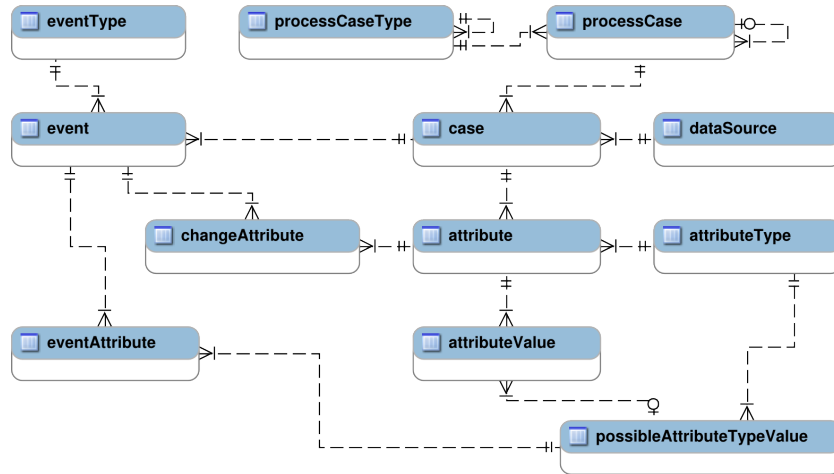 eventType
processCaseType
processCase
event
case
dataSource
changeAttribute
attribute
attributeType
eventAttribute
attributeValue
possibleAttributeTypeValue